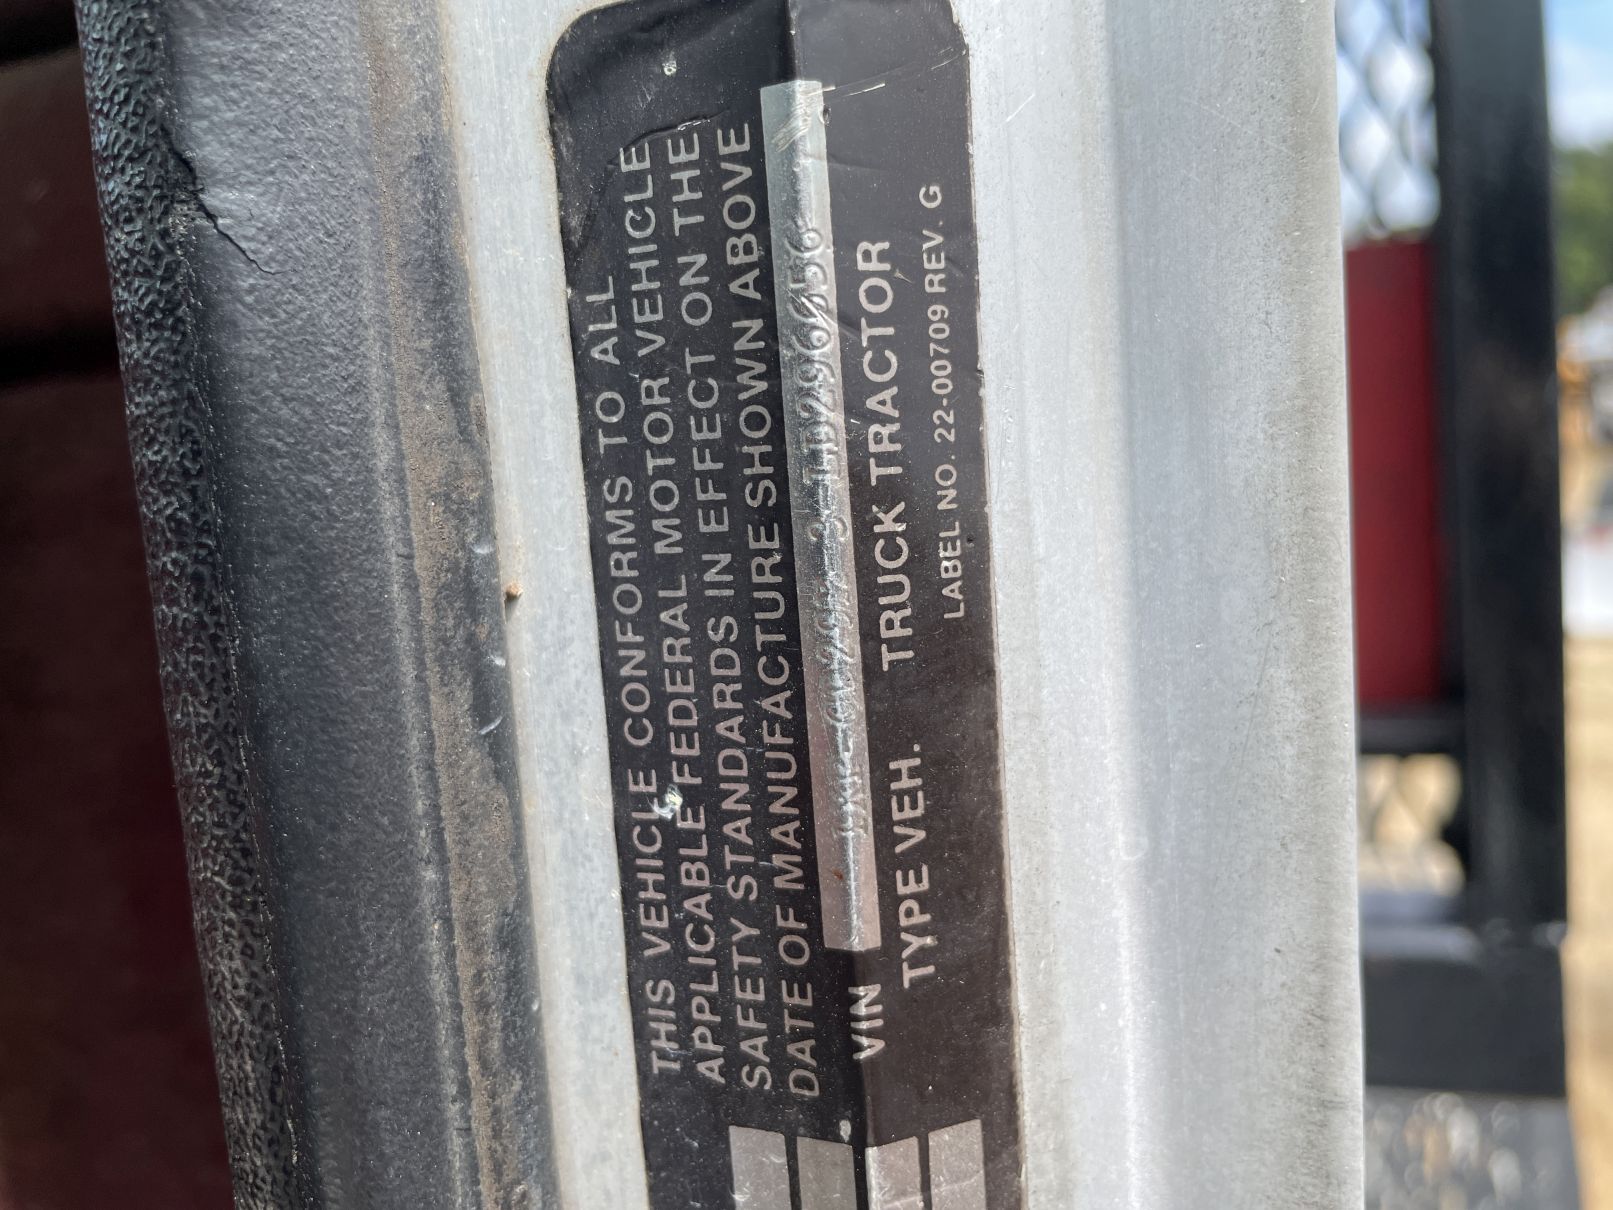 THIS VEHICLE CONFORMS TO ALL
APPLICABLE FEDERAL MOTOR VEHICLE
SAFETY STANDARDS IN EFFECT ON THE
DATE OF MANUFACTURE SHOWN ABOVE
VIN
TYPE VEH. TRUCK TRACTOR
LABEL NO. 22-00709 REV. G